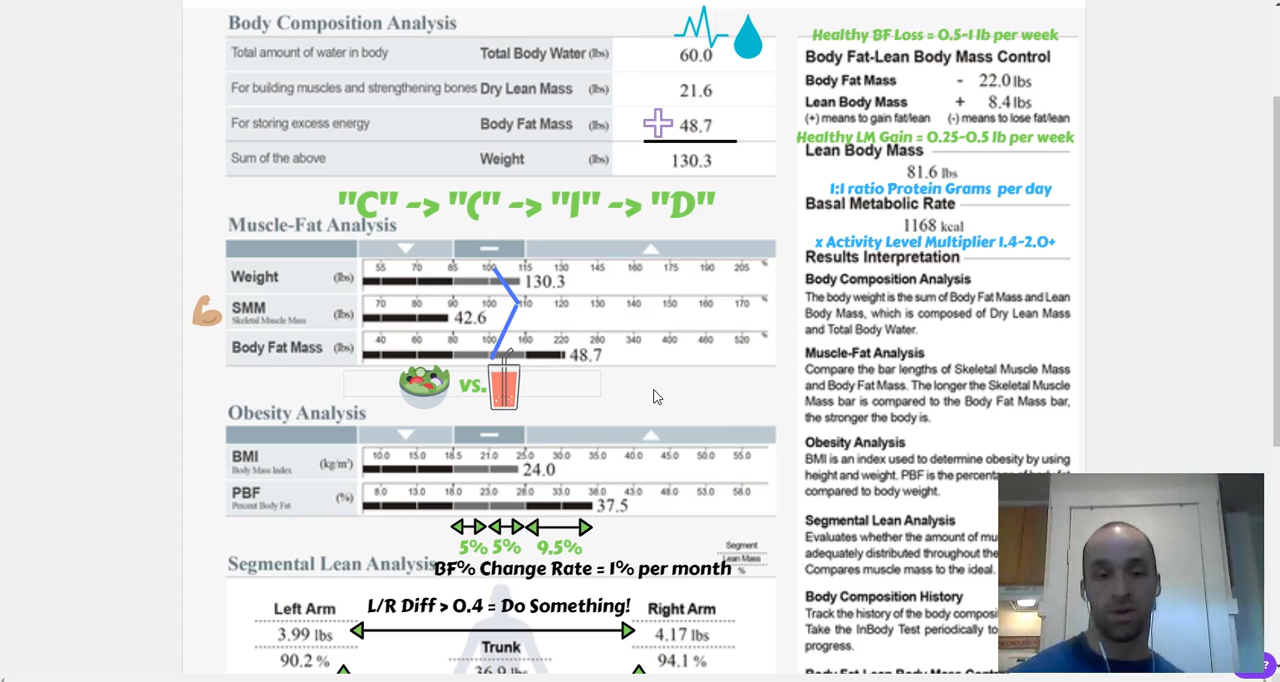 Body Composition Analysis
Total amount of water in body Total Body Water (lbs) 60.0
For building muscles and strengthening bones Dry Lean Mass (lbs) 21.6
For storing excess energy Body Fat Mass (lbs) 48.7
Sum of the above Weight (lbs) 130.3
"C" -> "(" -> "I" -> "D"
Muscle-Fat Analysis
55 70 85 100 115 130 145 160 175 190 205 %
Weight (lbs) 130.3
70 80 90 100 110 120 130 140 150 160 170 %
SMM (lbs) 42.6
Skeletal Muscle Mass
40 60 80 100 160 220 280 340 400 460 520 %
Body Fat Mass (lbs) 48.7
vs.
Obesity Analysis
10.0 15.0 18.5 21.0 25.0 30.0 35.0 40.0 45.0 50.0 55.0
BMI (kg/m²) 24.0
Body Mass Index
8.0 13.0 18.0 23.0 28.0 33.0 38.0 43.0 48.0 53.0 58.0
PBF (%) 37.5
Percent Body Fat
5% 5% 9.5%
Segment
Lean Mass
%
Segmental Lean Analysis
BF% Change Rate = 1% per month
L/R Diff > 0.4 = Do Something!
Left Arm Right Arm
3.99 lbs 4.17 lbs
Trunk
90.2 % 94.1 %
36.9 lbs
Healthy BF Loss = 0.5-1 lb per week
Body Fat-Lean Body Mass Control
Body Fat Mass - 22.0 lbs
Lean Body Mass + 8.4 lbs
(+) means to gain fat/lean (-) means to lose fat/lean
Healthy LM Gain = 0.25-0.5 lb per week
Lean Body Mass
81.6 lbs
1:1 ratio Protein Grams per day
Basal Metabolic Rate
1168 kcal
x Activity Level Multiplier 1.4-2.0+
Results Interpretation
Body Composition Analysis
The body weight is the sum of Body Fat Mass and Lean
Body Mass, which is composed of Dry Lean Mass
and Total Body Water.
Muscle-Fat Analysis
Compare the bar lengths of Skeletal Muscle Mass
and Body Fat Mass. The longer the Skeletal Muscle
Mass bar is compared to the Body Fat Mass bar,
the stronger the body is.
Obesity Analysis
BMI is an index used to determine obesity by using
height and weight. PBF is the percentage of body fat
compared to body weight.
Segmental Lean Analysis
Evaluates whether the amount of mu
adequately distributed throughout the
Compares muscle mass to the ideal.
Body Composition History
Track the history of the body composi
Take the InBody Test periodically to
progress.
?